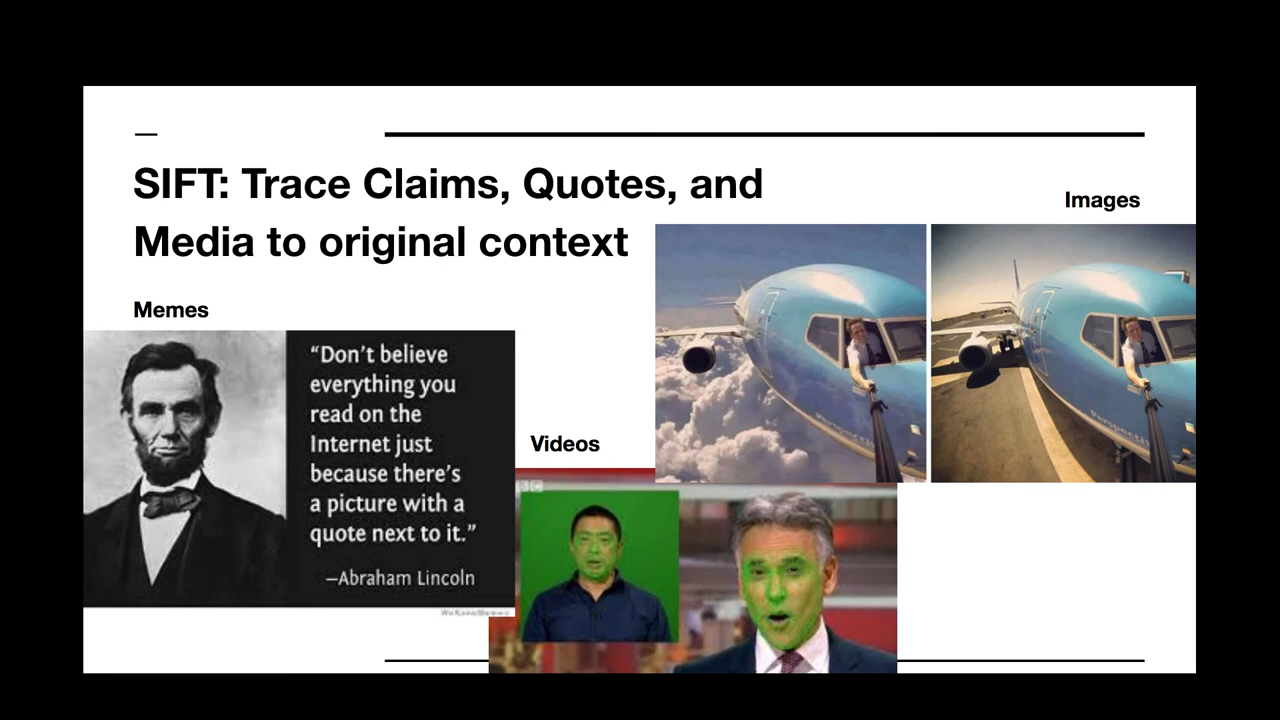 SIFT: Trace Claims, Quotes, and
Media to original context
Images
Memes
“Don’t believe
everything you
read on the
Internet just
because there’s
a picture with a
quote next to it.”
—Abraham Lincoln
Videos
BBC